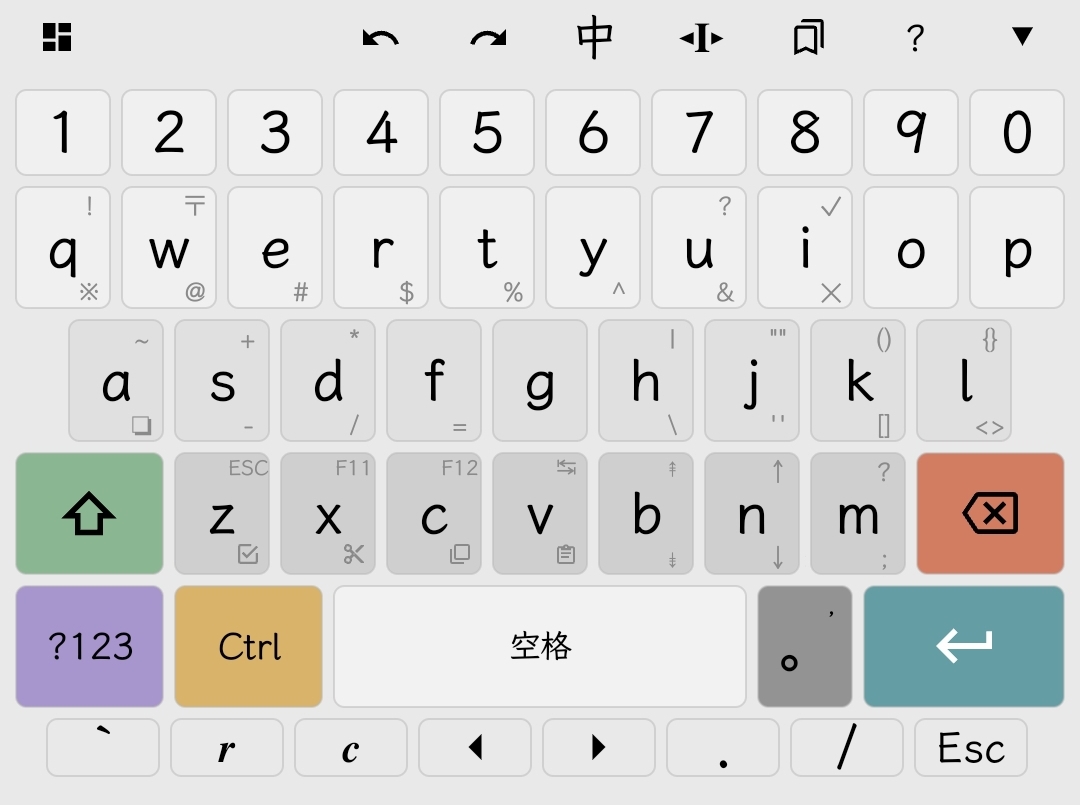 中 I ?
1 2 3 4 5 6 7 8 9 0
! 〒 ? ✓
q w e r t y u i o p
※ @ # $ % ^ & ×
~ + * | "" () {}
a s d f g h j k l
- / = \ '' [] <>
ESC F11 F12 ↹ ⇞ ↑ ?
z x c v b n m
⇟ ↓ ;
?123 Ctrl 空格 。 ,
` r c ◀ ▶ . / Esc